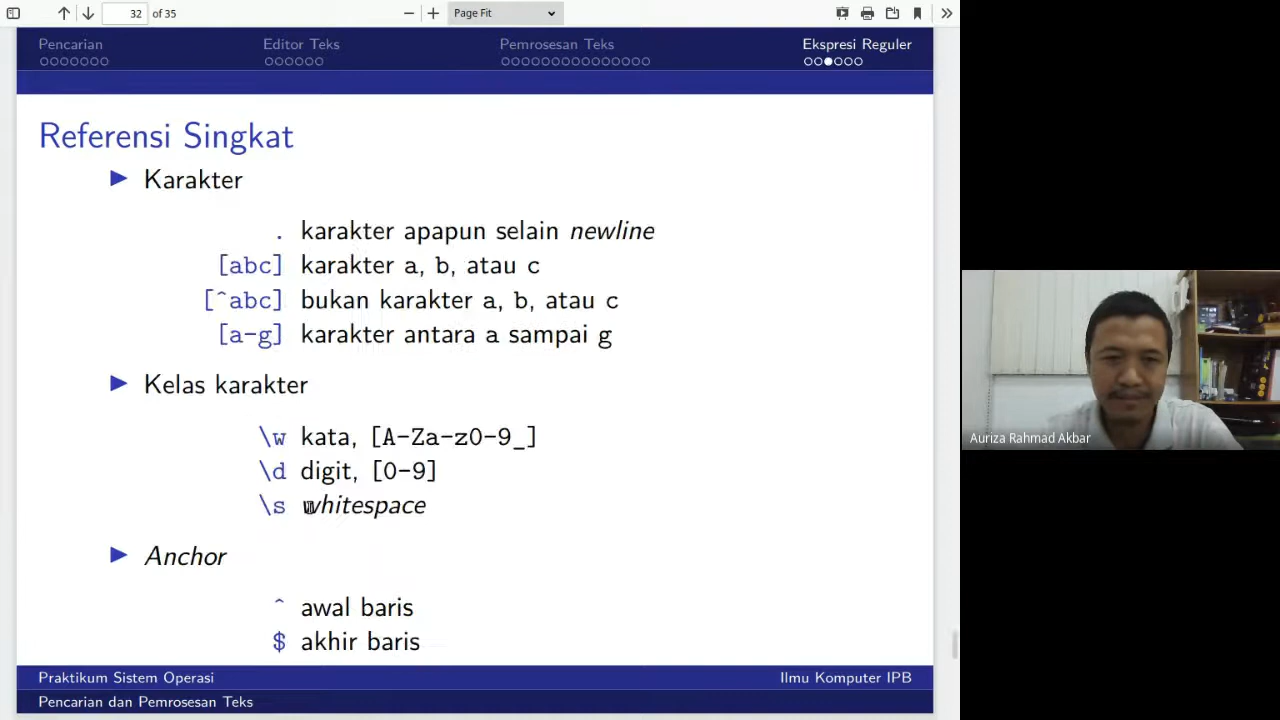 32 of 35 Page Fit
Pencarian Editor Teks Pemrosesan Teks Ekspresi Reguler
Referensi Singkat
Karakter
. karakter apapun selain newline
[abc] karakter a, b, atau c
[^abc] bukan karakter a, b, atau c
[a-g] karakter antara a sampai g
Kelas karakter
\w kata, [A-Za-z0-9_]
\d digit, [0-9]
\s whitespace
Anchor
^ awal baris
$ akhir baris
Praktikum Sistem Operasi Ilmu Komputer IPB
Pencarian dan Pemrosesan Teks
Auriza Rahmad Akbar